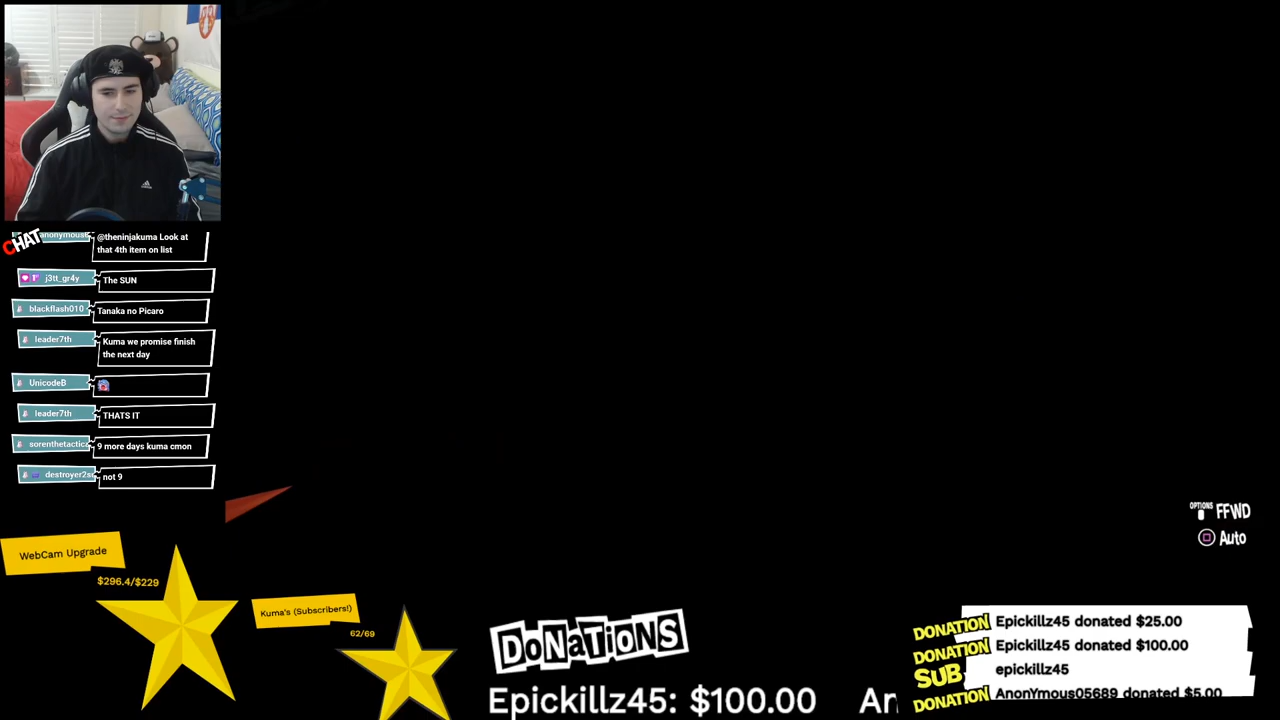 CHAT
@theninjakuma Look at
that 4th item on list
j3tt_gr4y
The SUN
blackflash010
Tanaka no Picaro
leader7th
Kuma we promise finish
the next day
UnicodeB
leader7th
THATS IT
9 more days kuma cmon
not 9
OPTIONS
FFWD
Auto
WebCam Upgrade
$296.4/$229
Kuma's (Subscribers!)
62/69
DoNaTioNS
Epickillz45: $100.00 An
DONATION Epickillz45 donated $25.00
DONATION Epickillz45 donated $100.00
SUB epickillz45
DONATION AnonYmous05689 donated $5.00